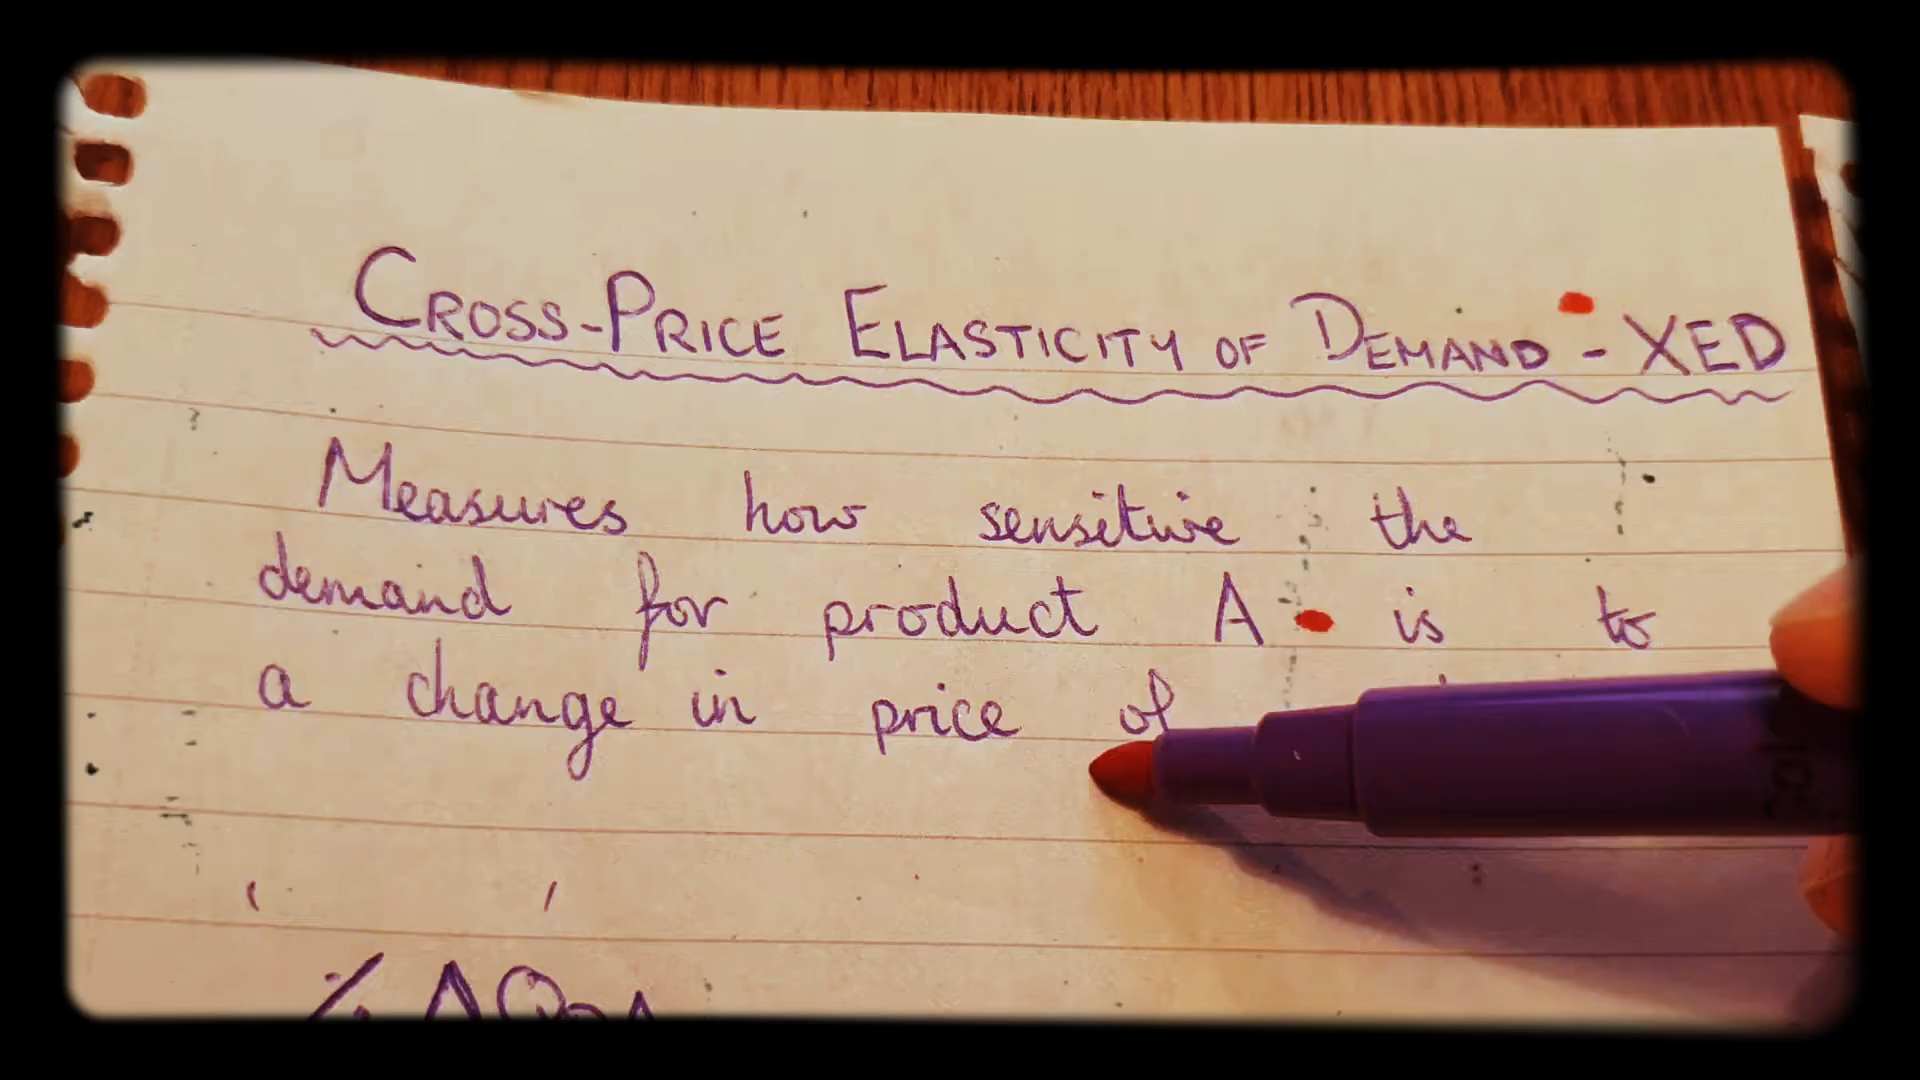 CROSS-PRICE ELASTICITY OF DEMAND - XED
Measures how sensitive the
demand for product A is to
a change in price of
% ΔQDA